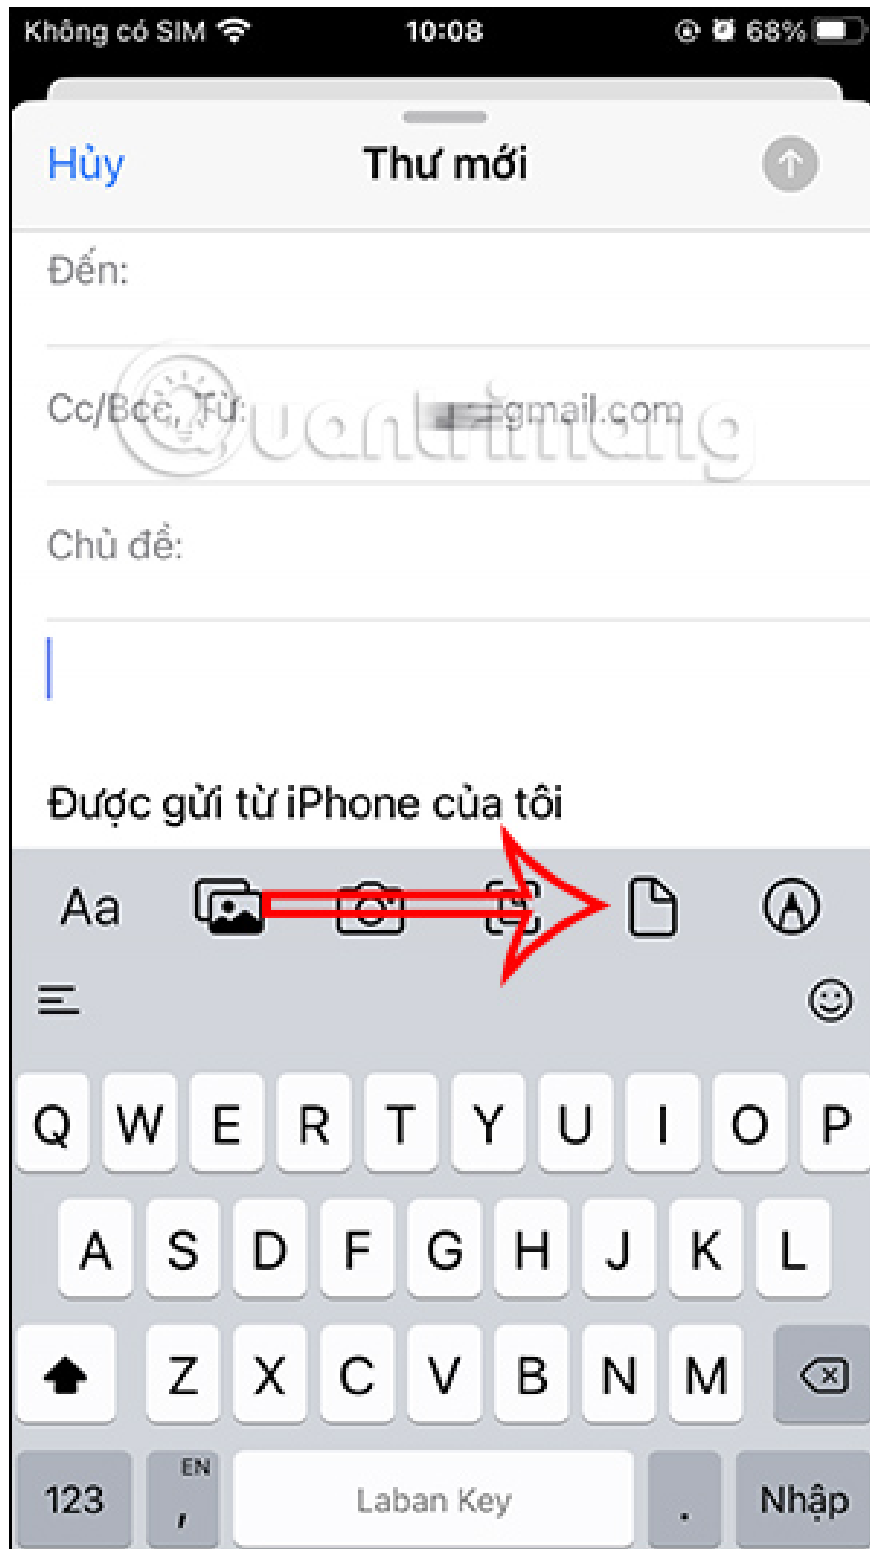 Không có SIM 10:08 68%
Hủy Thư mới
Đến:
Cc/Bcc, Từ: gmail.com
Quantrimang
Chủ đề:
Được gửi từ iPhone của tôi
Aa
Q W E R T Y U I O P
A S D F G H J K L
Z X C V B N M
123 EN , Laban Key . Nhập